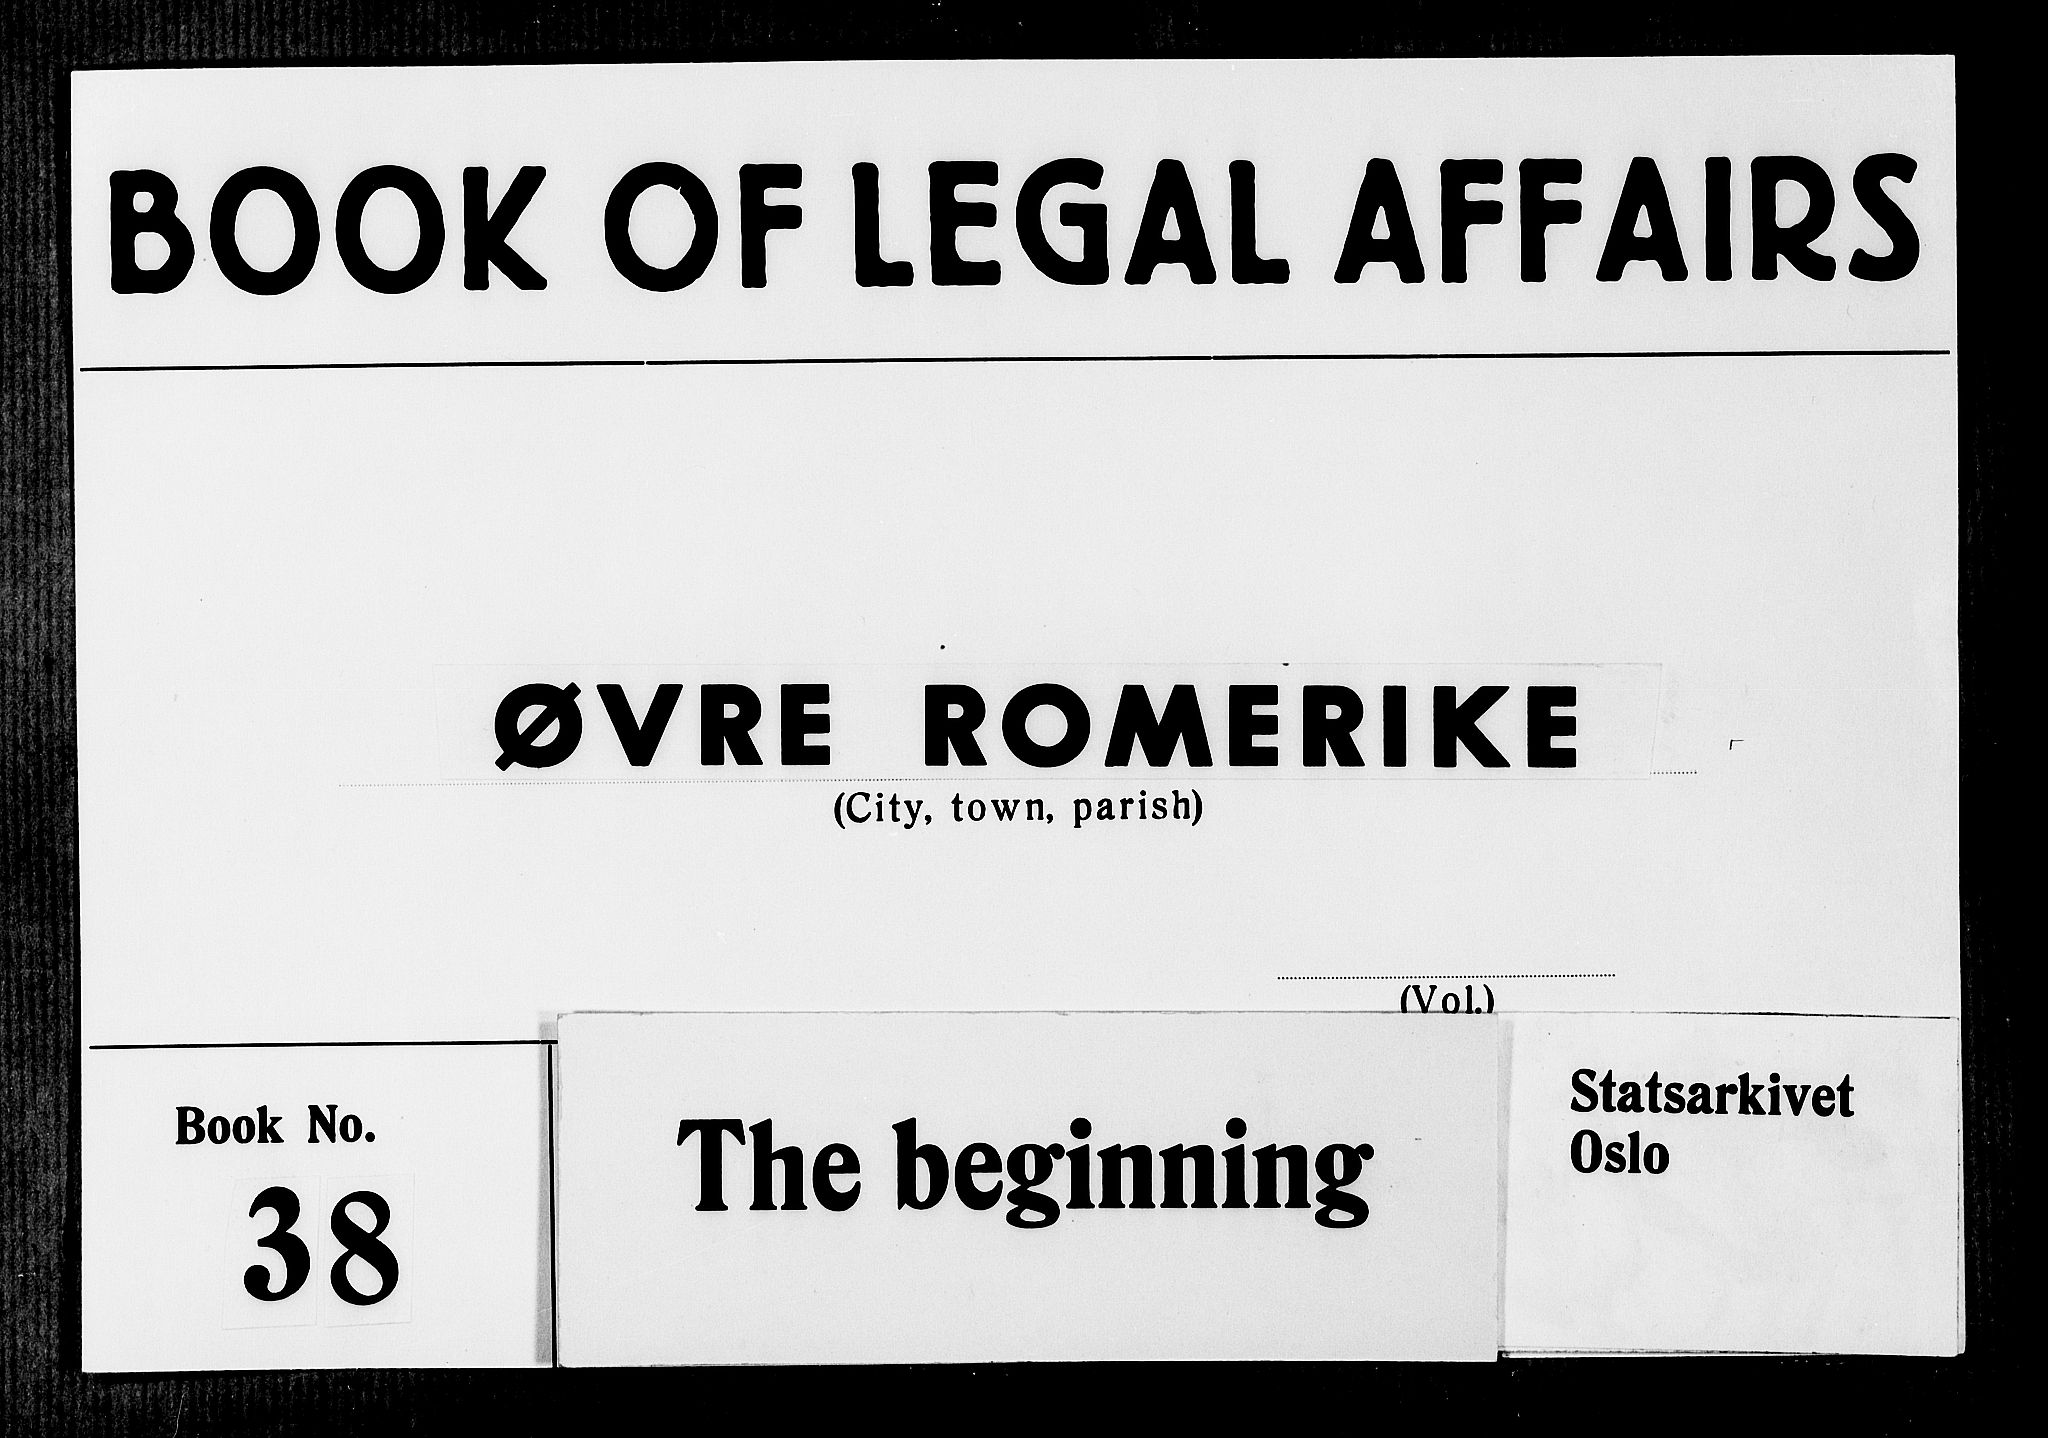 BOOK OF LEGAL AFFAIRS
ØVRE ROMERIKE
(City, town, parish)
(Vol.)
Book No.
38
The beginning
Statsarkivet
Oslo